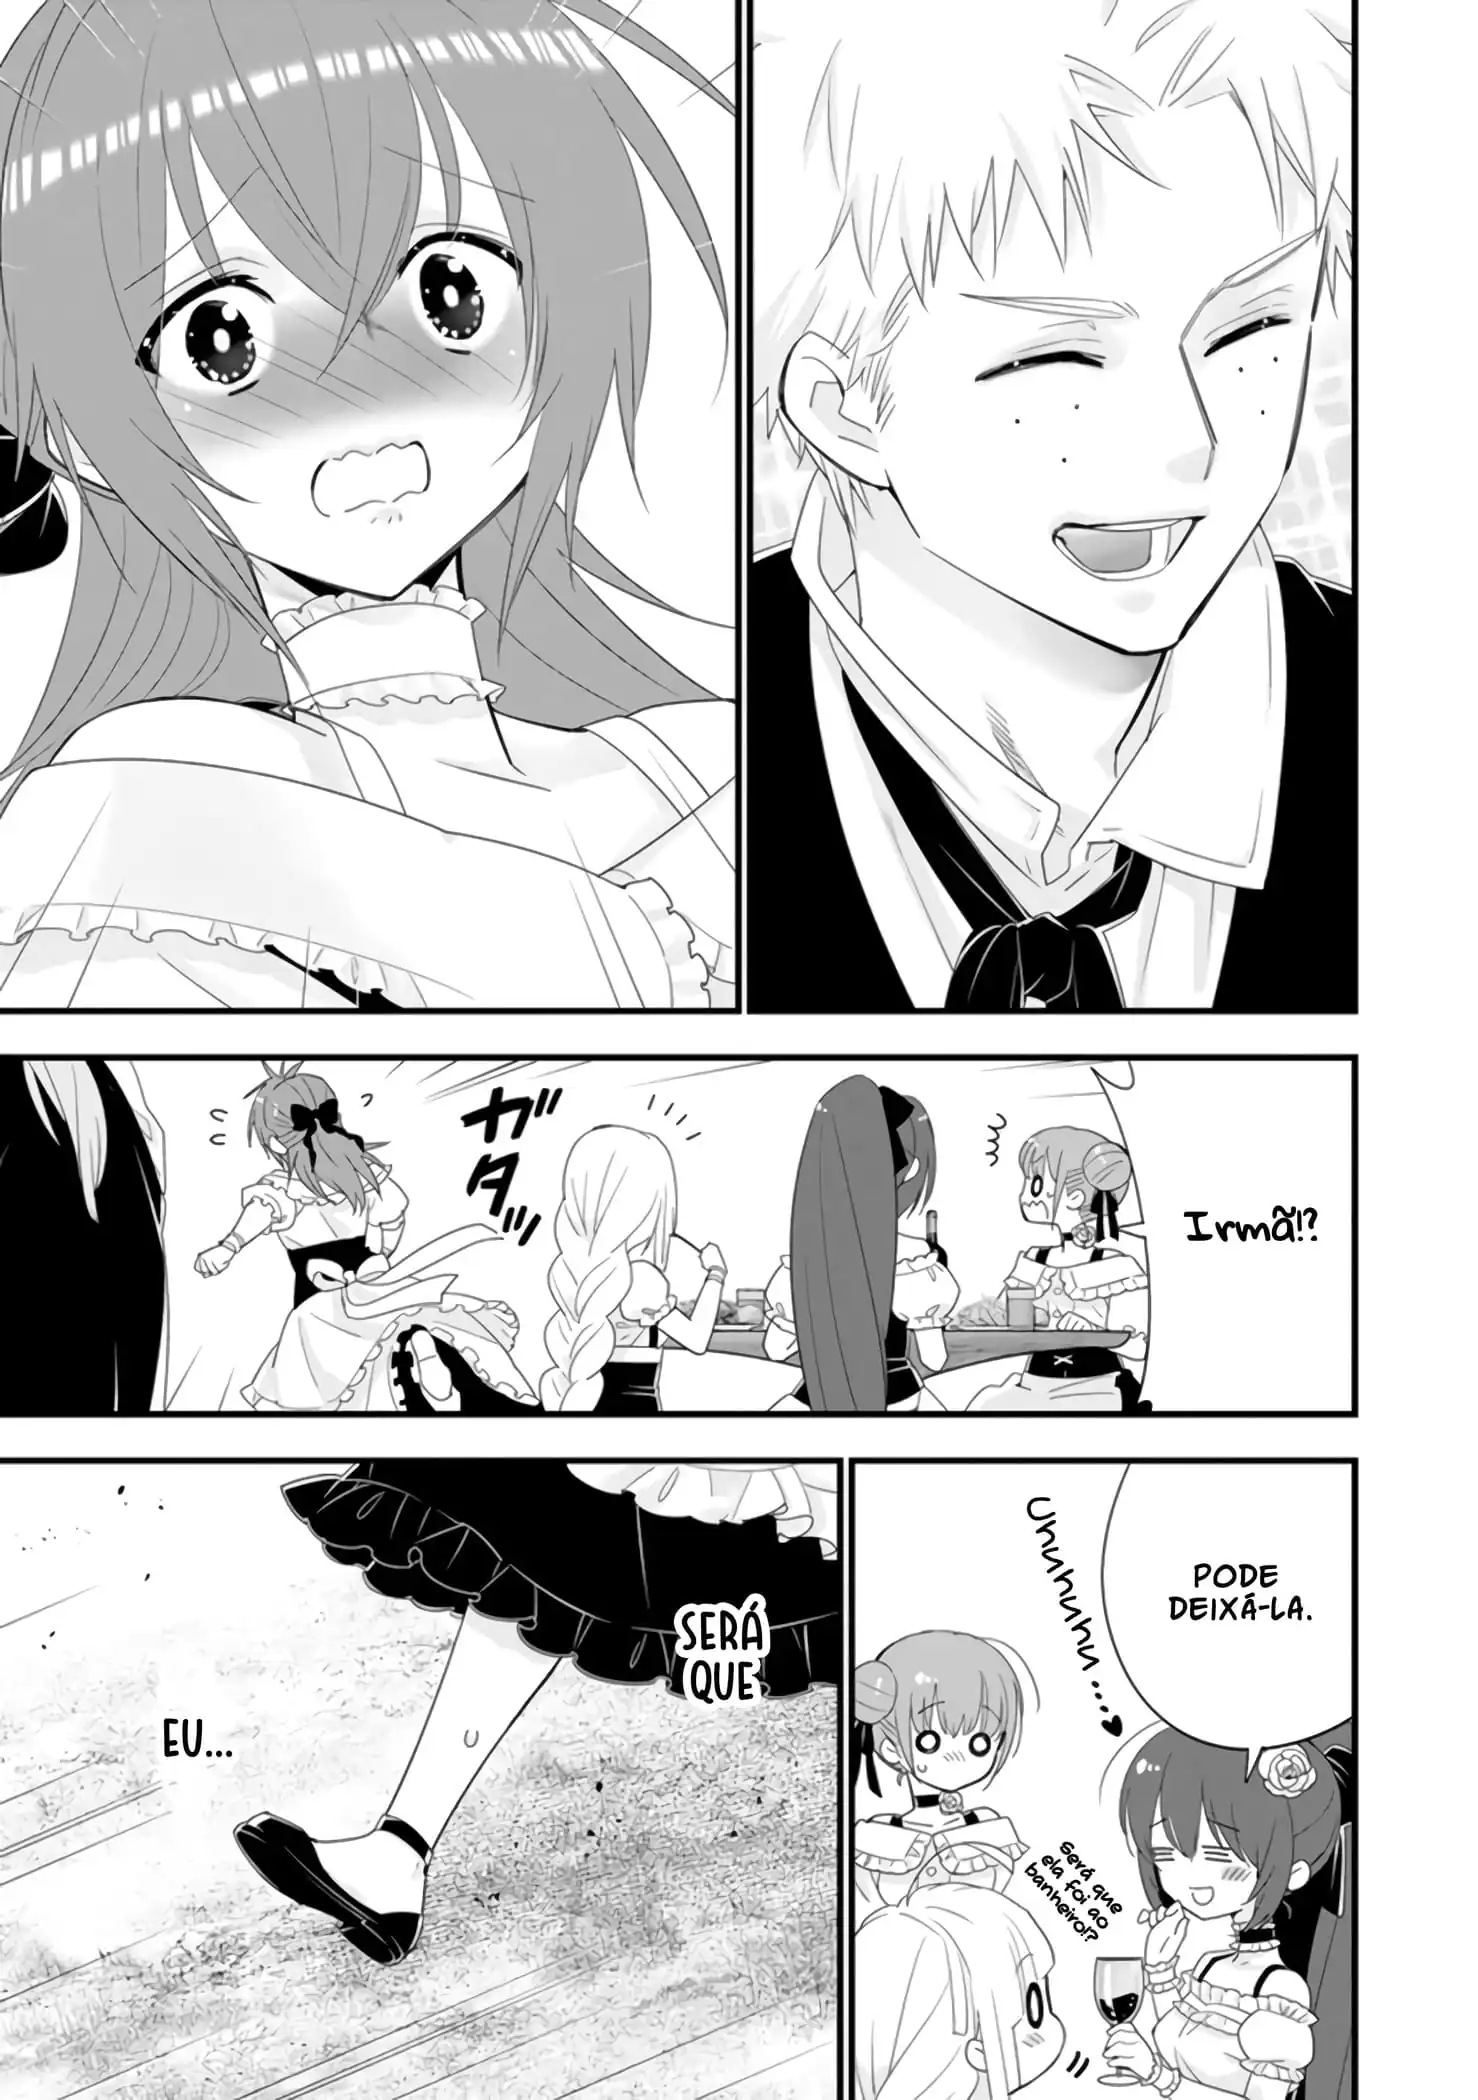 ガタッ
Irmã!?
PODE
DEIXÁ-LA.
Uhuhuhu...♥
Será que
ela foi ao
banheiro!?
SERÁ
QUE
EU...